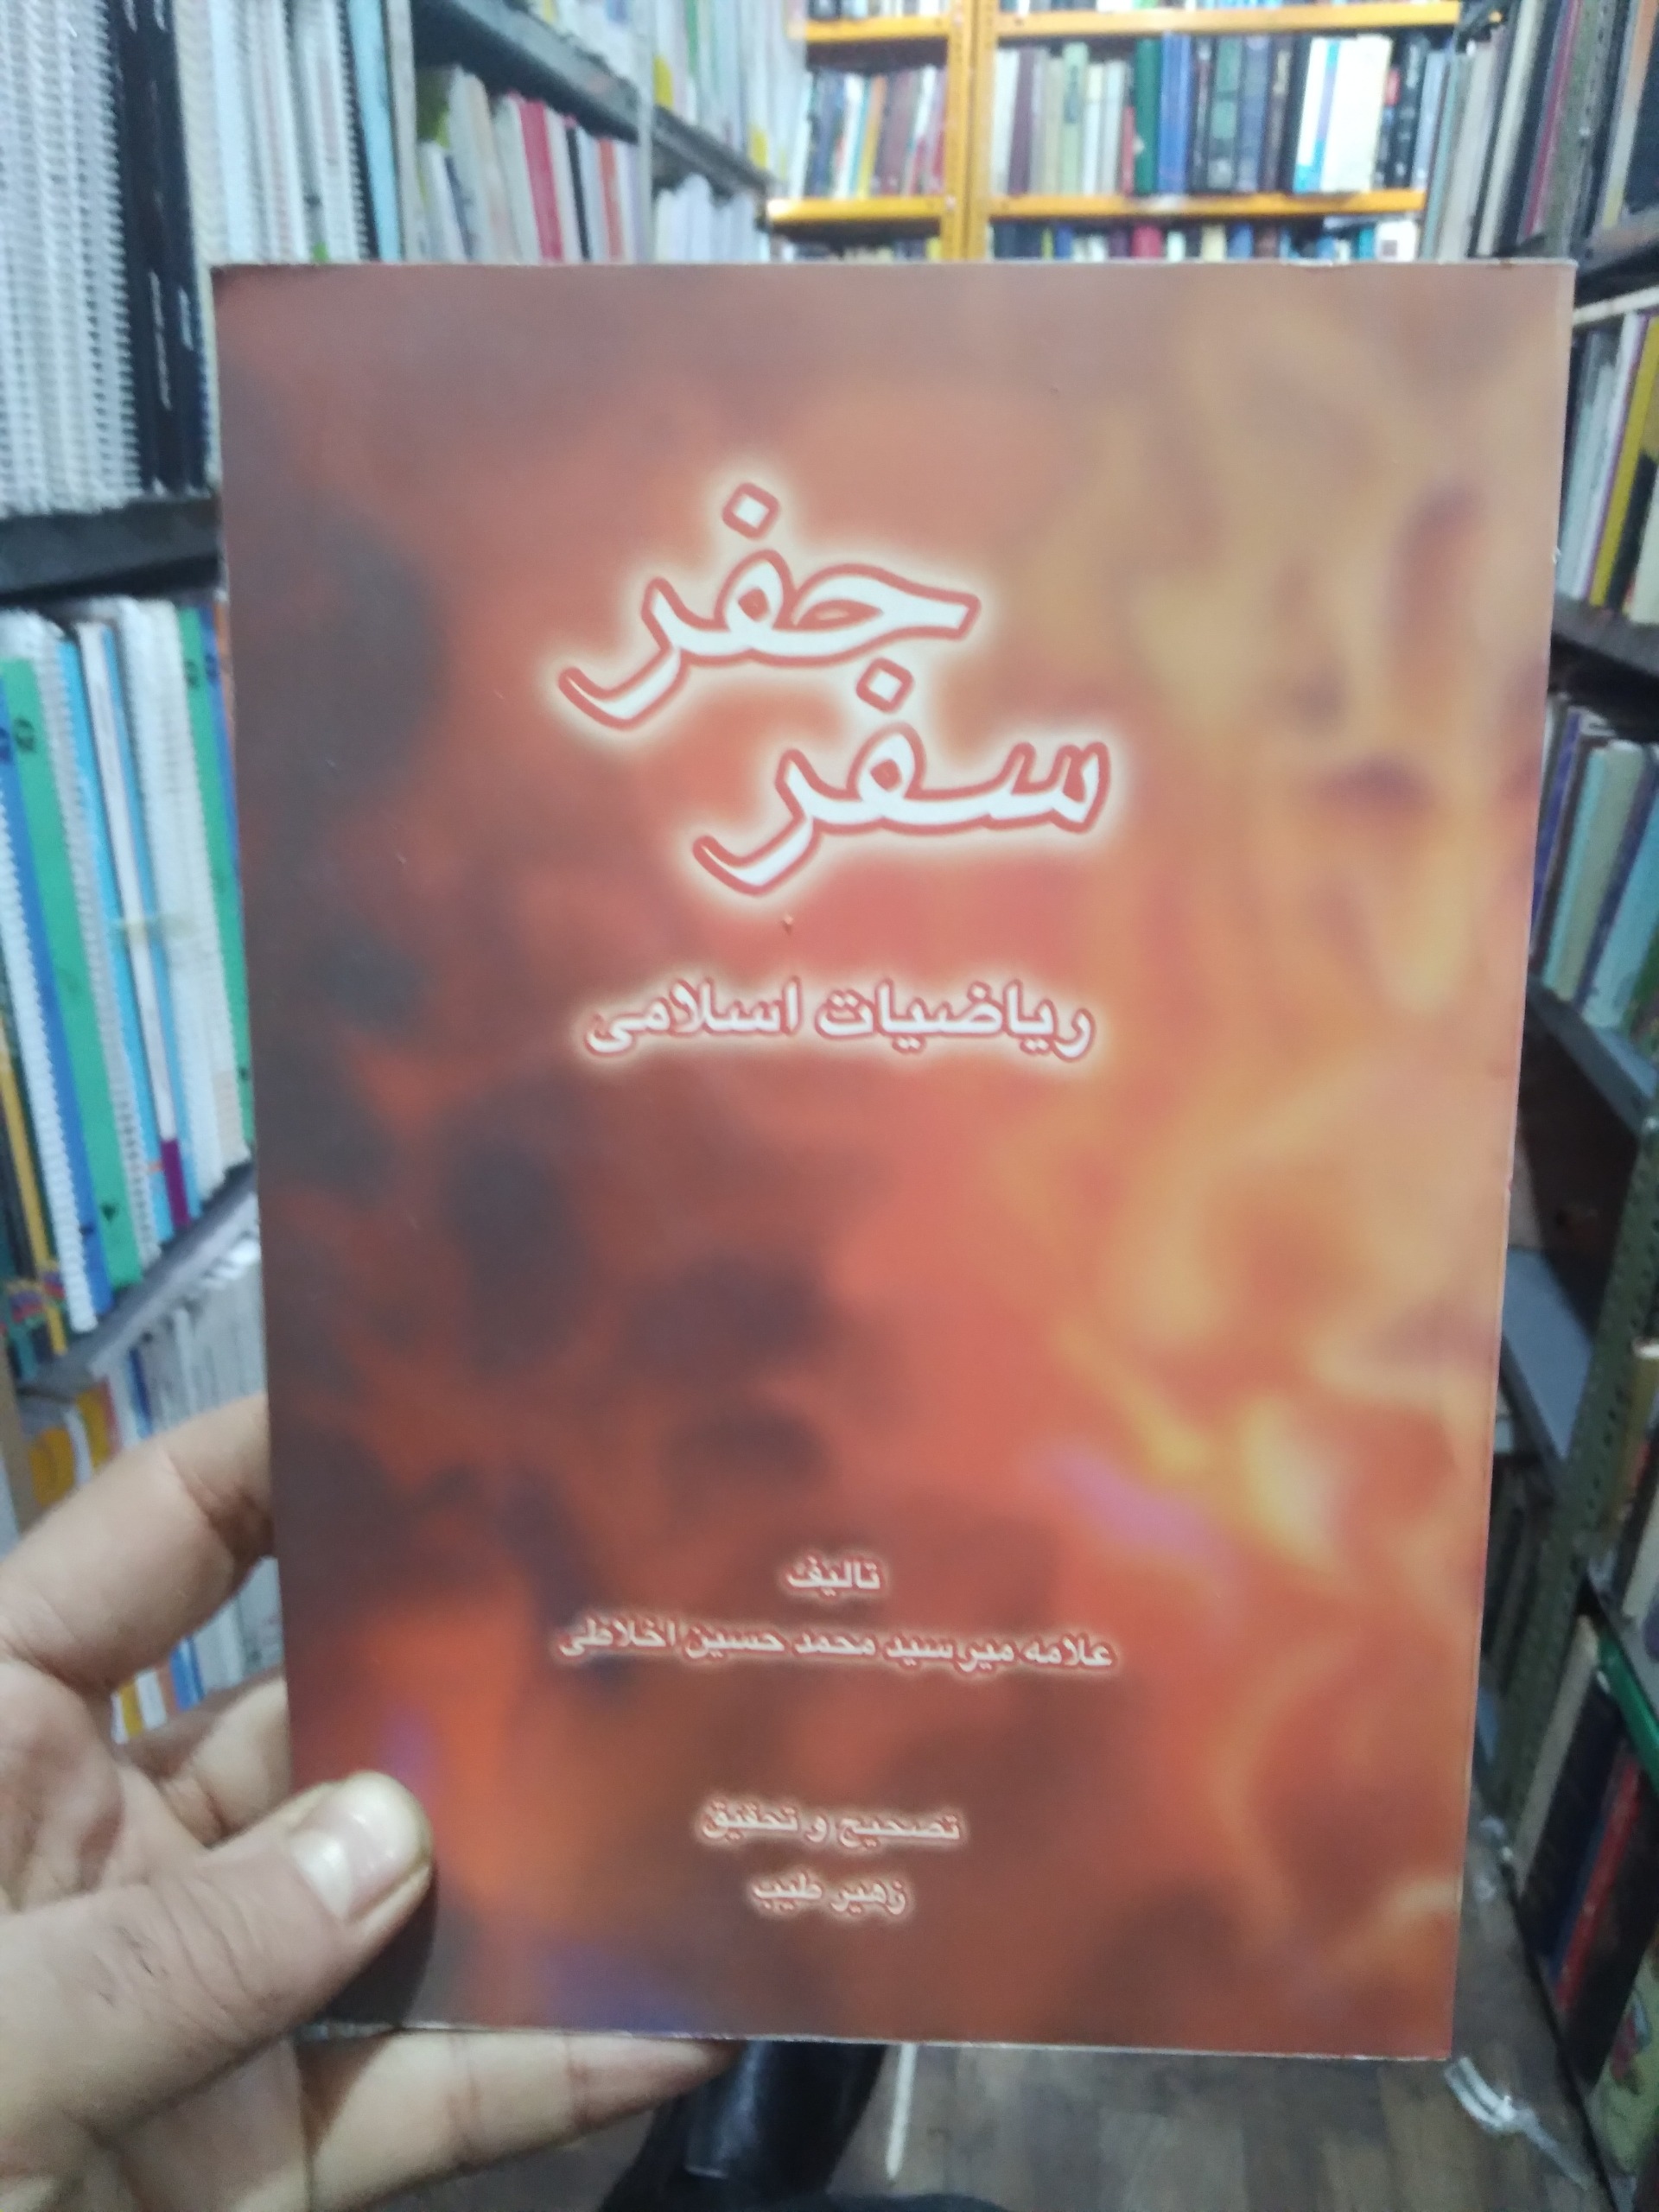 سفر جفر
ریاضیات اسلامی
تالیف
علامه میر سید محمد حسین اخلاطی
تصحیح و تحقیق
زهیر طیب